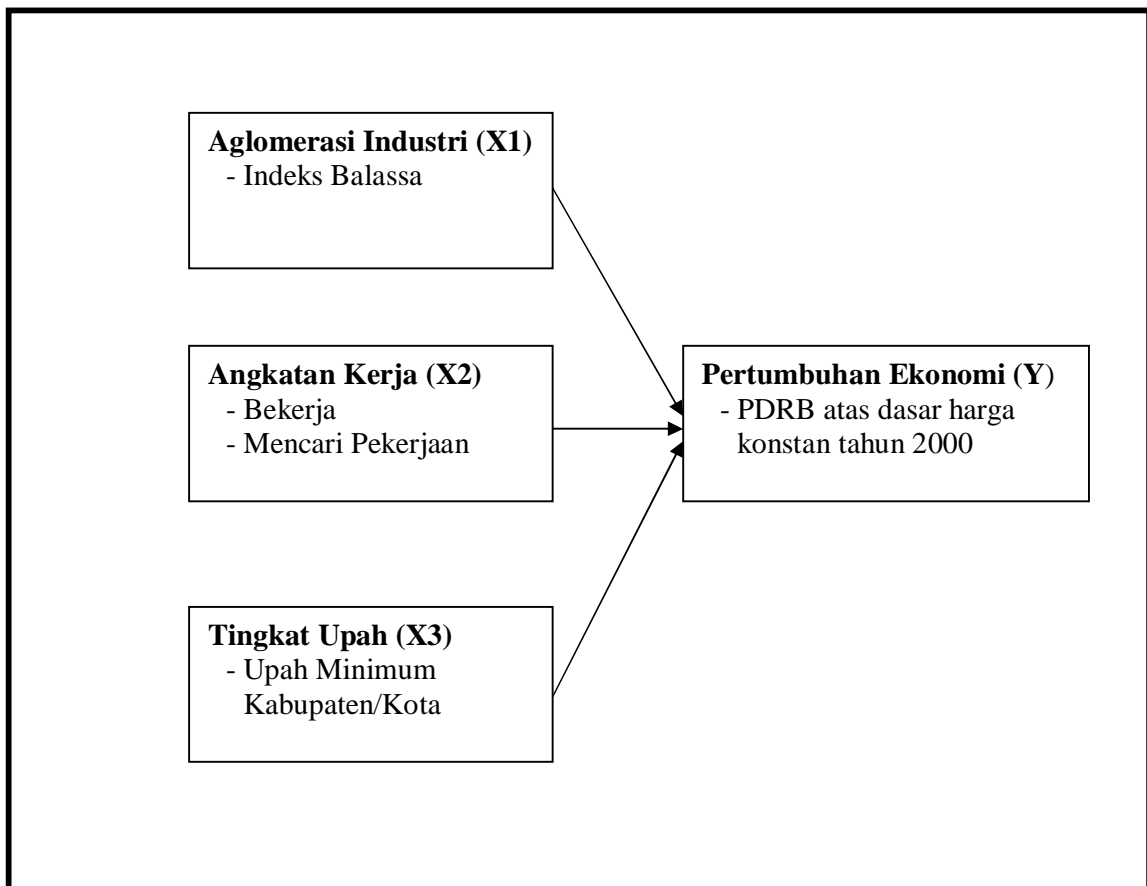 Aglomerasi Industri (X1)
- Indeks Balassa
Angkatan Kerja (X2)
- Bekerja
- Mencari Pekerjaan
Pertumbuhan Ekonomi (Y)
- PDRB atas dasar harga
konstan tahun 2000
Tingkat Upah (X3)
- Upah Minimum
Kabupaten/Kota